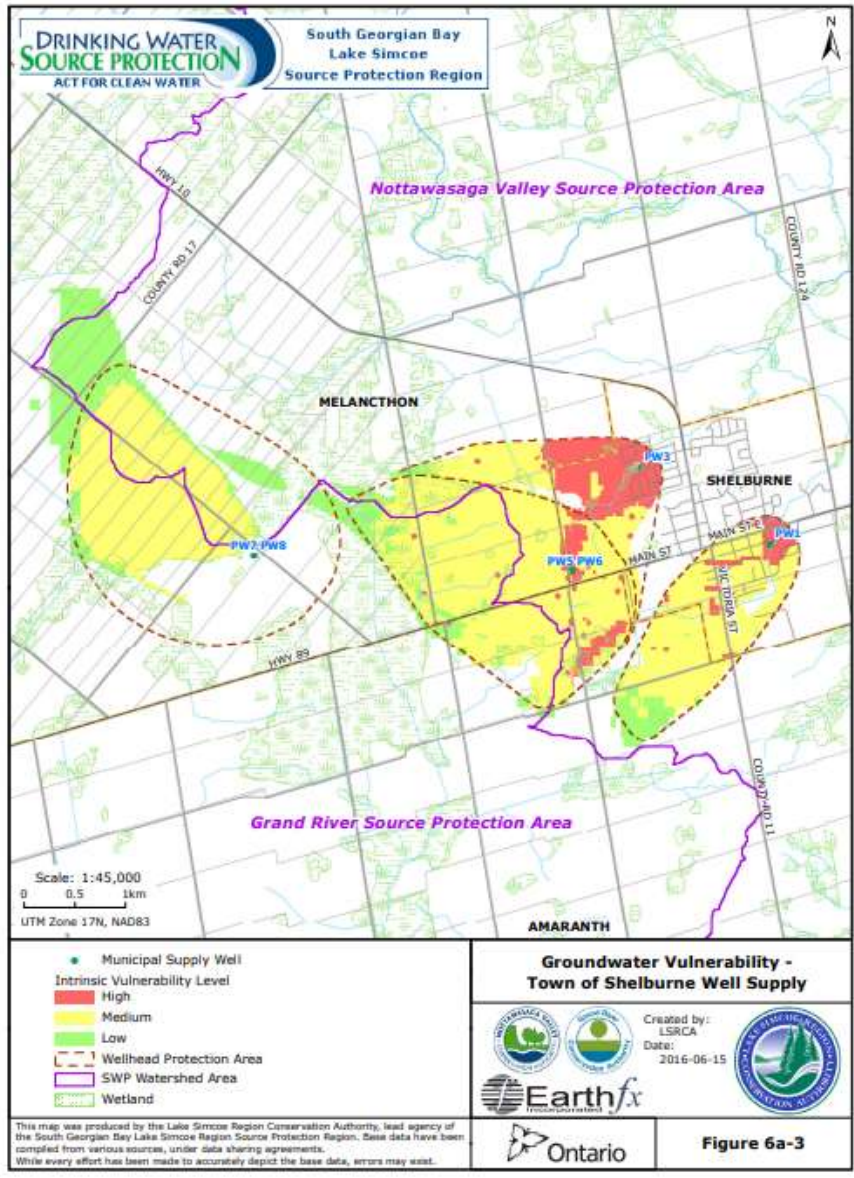 DRINKING WATER
SOURCE PROTECTION
ACT FOR CLEAN WATER
South Georgian Bay
Lake Simcoe
Source Protection Region
N
HWY 10
Nottawasaga Valley Source Protection Area
COUNTY RD 124
COUNTY RD 17
MELANCTHON
PW3
SHELBURNE
MAIN ST E
PW1
PW7 PW8
MAIN ST
PW5 PW6
VICTORIA ST
HWY 89
COUNTY RD 11
Grand River Source Protection Area
Scale: 1:45,000
0 0.5 1km
UTM Zone 17N, NAD83
AMARANTH
Municipal Supply Well
Intrinsic Vulnerability Level
High
Medium
Low
Wellhead Protection Area
SWP Watershed Area
Wetland
Groundwater Vulnerability -
Town of Shelburne Well Supply
Created by:
LSRCA
Date:
2016-06-15
Earthfx
Incorporated
This map was produced by the Lake Simcoe Region Conservation Authority, lead agency of
the South Georgian Bay Lake Simcoe Region Source Protection Region. Base data have been
compiled from various sources, under data sharing agreements.
While every effort has been made to accurately depict the base data, errors may exist.
Ontario
Figure 6a-3